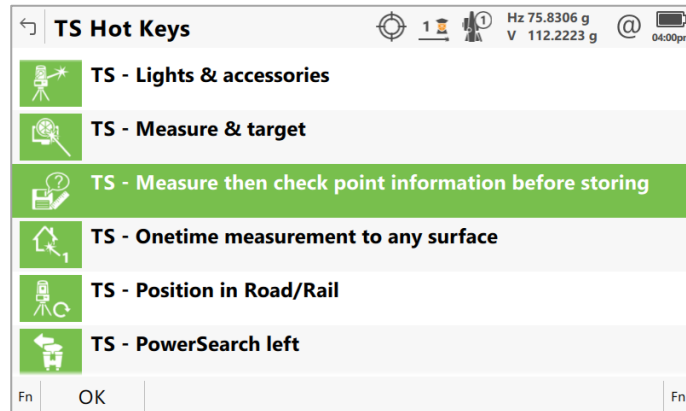 TS Hot Keys
1
1
Hz 75.8306 g
V 112.2223 g
@
04:00pm
TS - Lights & accessories
TS - Measure & target
?
TS - Measure then check point information before storing
1
TS - Onetime measurement to any surface
TS - Position in Road/Rail
TS - PowerSearch left
Fn
OK
Fn